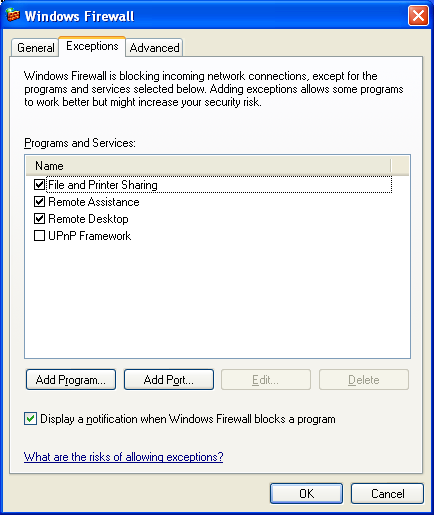 Windows Firewall
General
Exceptions
Advanced
Windows Firewall is blocking incoming network connections, except for the
programs and services selected below. Adding exceptions allows some programs
to work better but might increase your security risk.
Programs and Services:
Name
File and Printer Sharing
Remote Assistance
Remote Desktop
UPnP Framework
Add Program...
Add Port...
Edit...
Delete
Display a notification when Windows Firewall blocks a program
What are the risks of allowing exceptions?
OK
Cancel